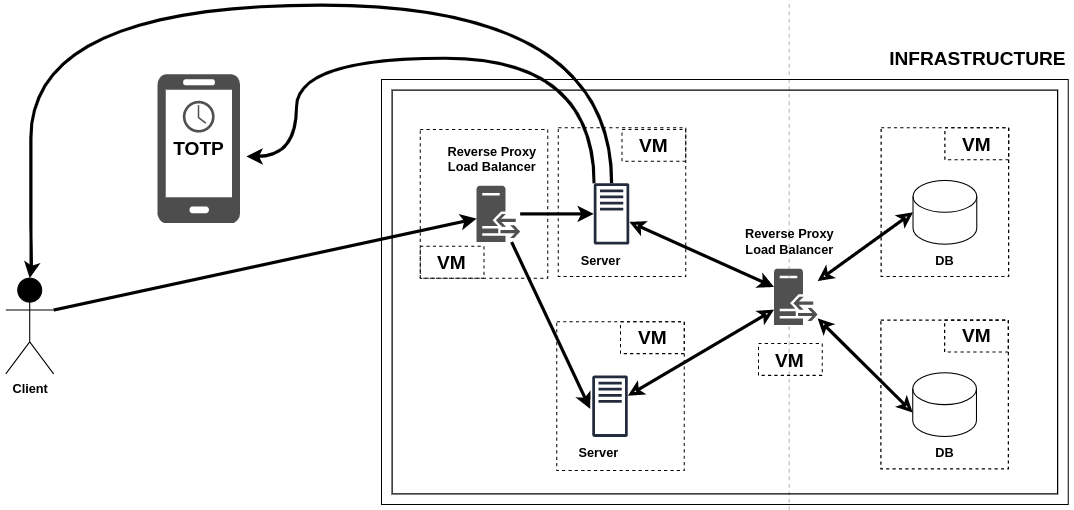 INFRASTRUCTURE
TOTP
Reverse Proxy
Load Balancer
VM
VM
Server
Reverse Proxy
Load Balancer
VM
VM
DB
VM
Server
VM
DB
Client